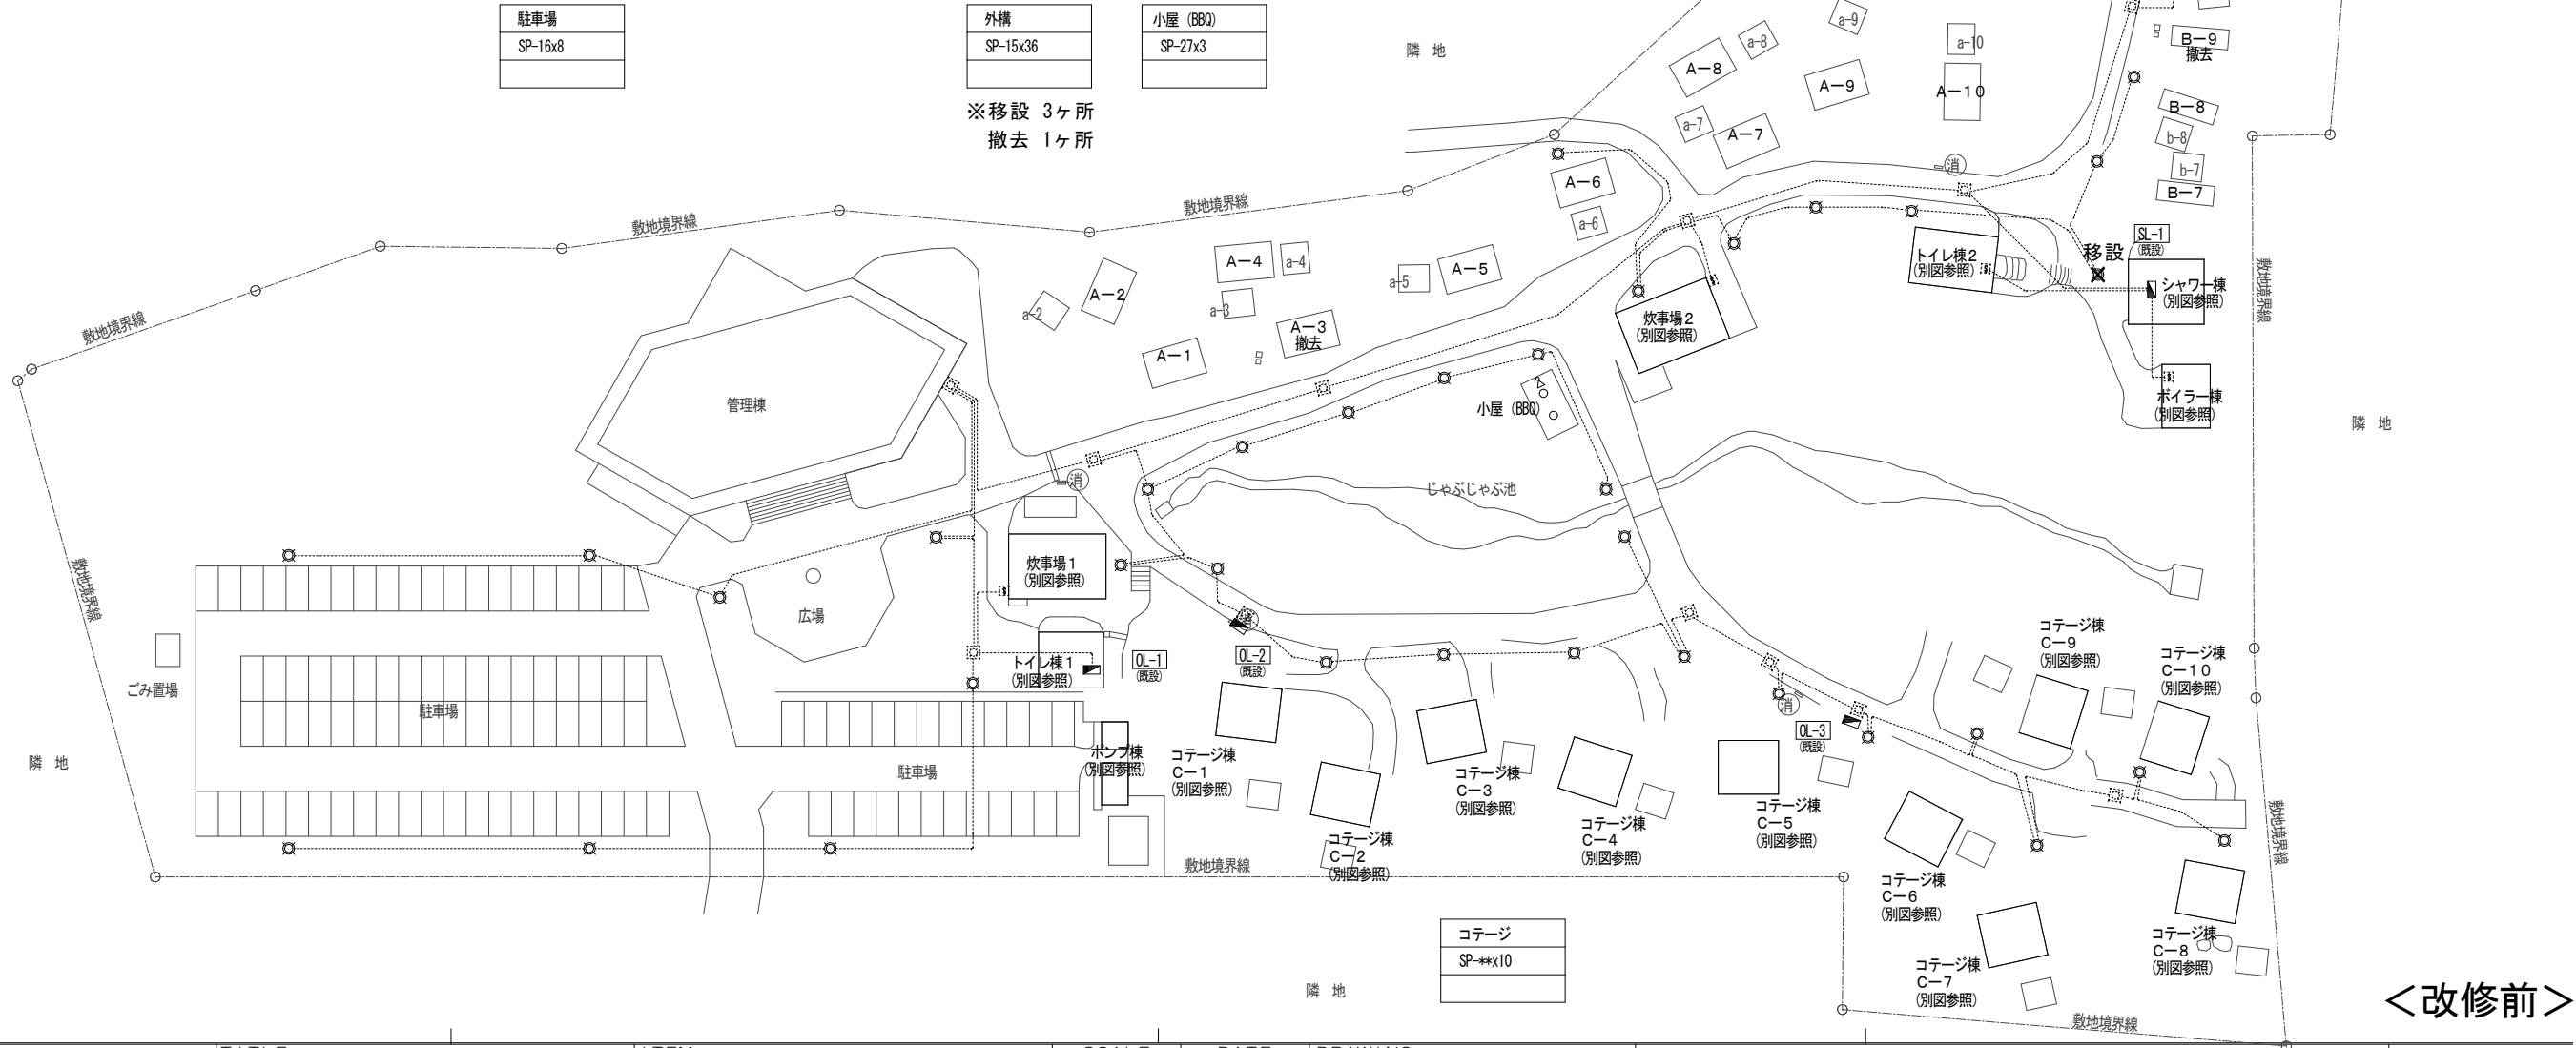 駐車場
SP-16x8
外構
SP-15x36
小屋（BBQ）
SP-27x3
※移設 3ヶ所
撤去 1ヶ所
隣 地
a-9
a-8
A－8
A－9
a-10
A－10
a-7
A－7
B－9
撤去
B－8
b-8
b-7
B－7
消
A－6
a-6
敷地境界線
敷地境界線
敷地境界線
敷地境界線
A－4
a-4
A－2
a-2
a-3
A－3
撤去
A－1
a-5
A－5
トイレ棟2
(別図参照)
移設
SL-1
(既設)
シャワー棟
(別図参照)
炊事場2
(別図参照)
ボイラー棟
(別図参照)
隣 地
管理棟
小屋（BBQ）
じゃぶじゃぶ池
消
敷地境界線
炊事場1
(別図参照)
広場
消
トイレ棟1
(別図参照)
OL-1
(既設)
OL-2
(既設)
ごみ置場
駐車場
隣 地
駐車場
ポンプ棟
(別図参照)
コテージ棟
C－1
(別図参照)
コテージ棟
C－2
(別図参照)
コテージ棟
C－3
(別図参照)
コテージ棟
C－4
(別図参照)
コテージ棟
C－5
(別図参照)
消
OL-3
(既設)
コテージ棟
C－9
(別図参照)
コテージ棟
C－10
(別図参照)
敷地境界線
敷地境界線
コテージ棟
C－6
(別図参照)
コテージ棟
C－7
(別図参照)
コテージ棟
C－8
(別図参照)
コテージ
SP-**x10
隣 地
敷地境界線
＜改修前＞